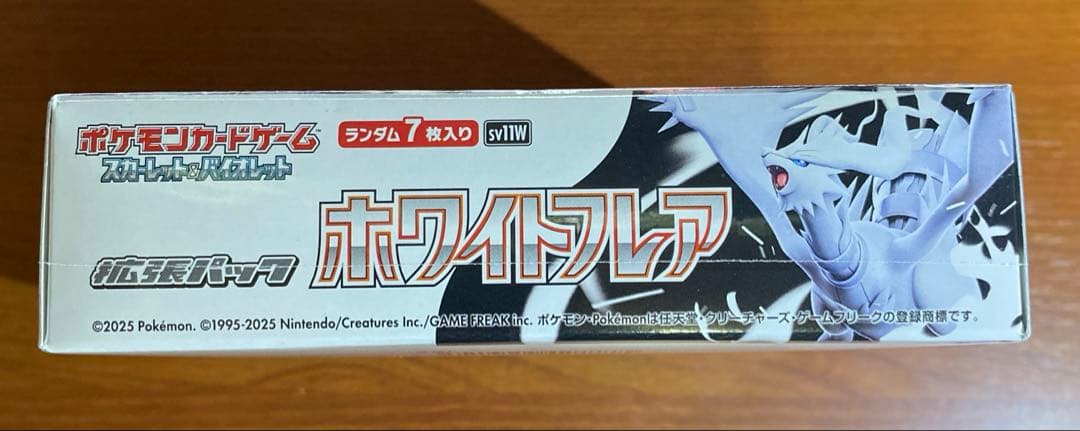 ポケモンカードゲーム™
スカーレット&バイオレット
ランダム7枚入り
sv11W
ホワイトフレア
拡張パック
©2025 Pokémon. ©1995-2025 Nintendo/Creatures Inc./GAME FREAK inc. ポケモン・Pokémonは任天堂・クリーチャーズ・ゲームフリークの登録商標です。